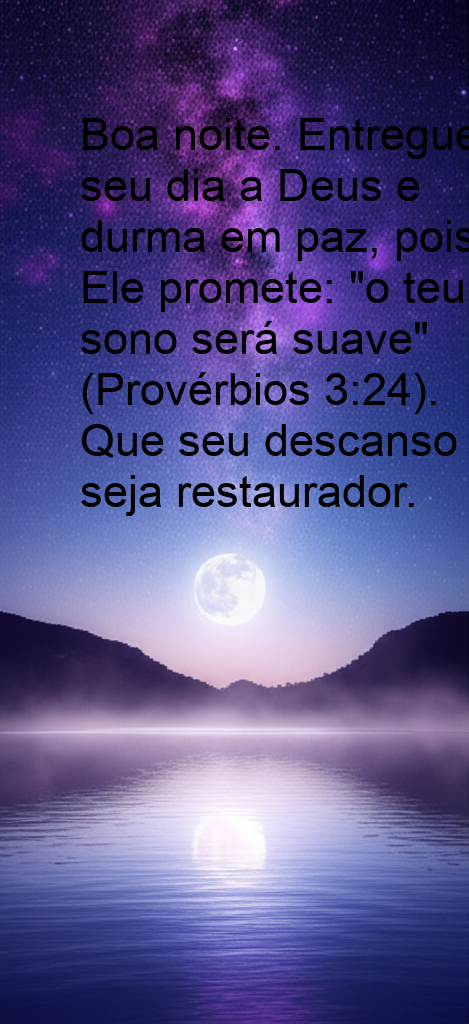 Boa noite. Entregue
seu dia a Deus e
durma em paz, pois
Ele promete: "o teu
sono será suave"
(Provérbios 3:24).
Que seu descanso
seja restaurador.